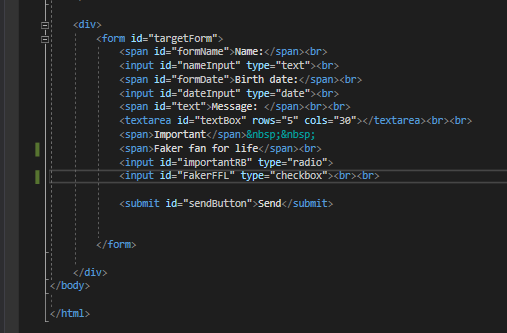 <div>
<form id="targetForm">
<span id="formName">Name:</span><br>
<input id="nameInput" type="text"><br>
<span id="formDate">Birth date:</span><br>
<input id="dateInput" type="date"><br>
<span id="text">Message: </span><br><br>
<textarea id="textBox" rows="5" cols="30"></textarea><br><br>
<span>Important</span>&nbsp;&nbsp;
<span>Faker fan for life</span><br>
<input id="importantRB" type="radio">
<input id="FakerFFL" type="checkbox"><br><br>
<submit id="sendButton">Send</submit>
</form>
</div>
</body>
</html>